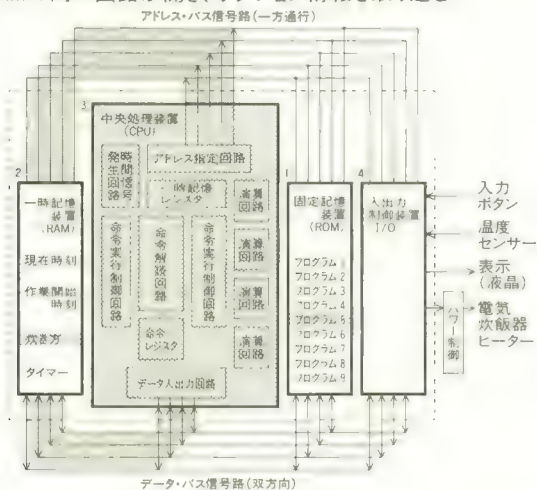 アドレス・バス信号路(一方通行)
3
中央処理装置
(CPU)
発生回路
時間信号
アドレス指定回路
一時記憶
レジスタ
演算
回路
命令実行制御回路
命令解読回路
命令実行制御回路
演算
回路
演算
回路
命令
レジスタ
演算
回路
データ入出力回路
2
一時記憶
装置
(RAM)
現在時刻
作業開始
時刻
炊き方
タイマー
1
固定記憶
装置
(ROM)
プログラム 1
プログラム 2
プログラム 3
プログラム 4
プログラム 5
プログラム 6
プログラム 7
プログラム 8
プログラム 9
4
入出力
制御装置
I/O
入力
ボタン
温度
センサー
表示
(液晶)
パワー制御
電気
炊飯器
ヒーター
データ・バス信号路(双方向)